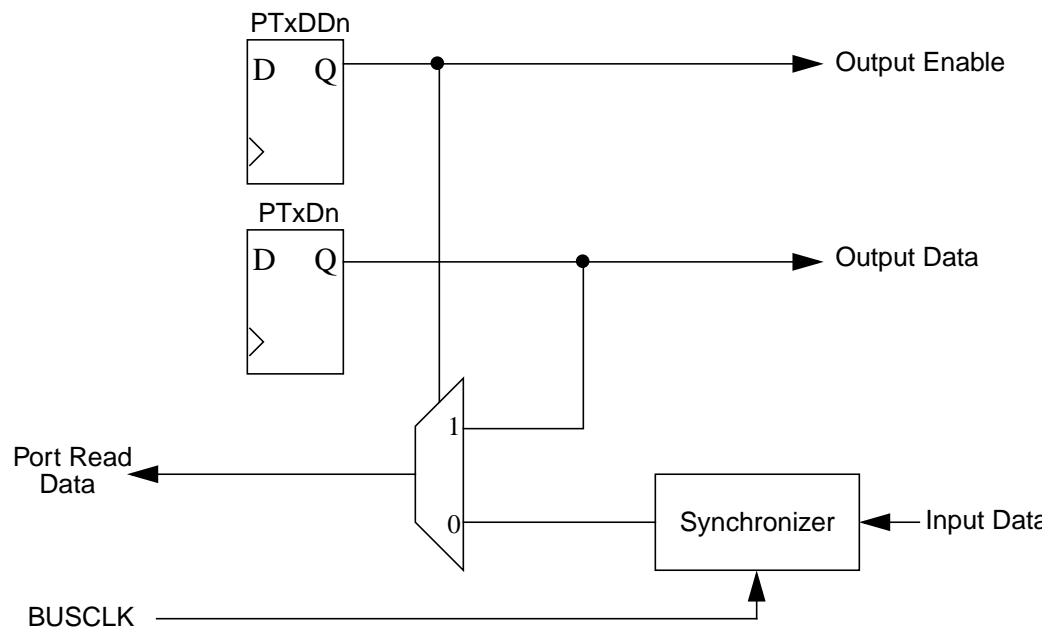 PTxDDn
D Q
Output Enable
PTxDn
D Q
Output Data
1
Port Read
Data
0
Synchronizer
Input Data
BUSCLK